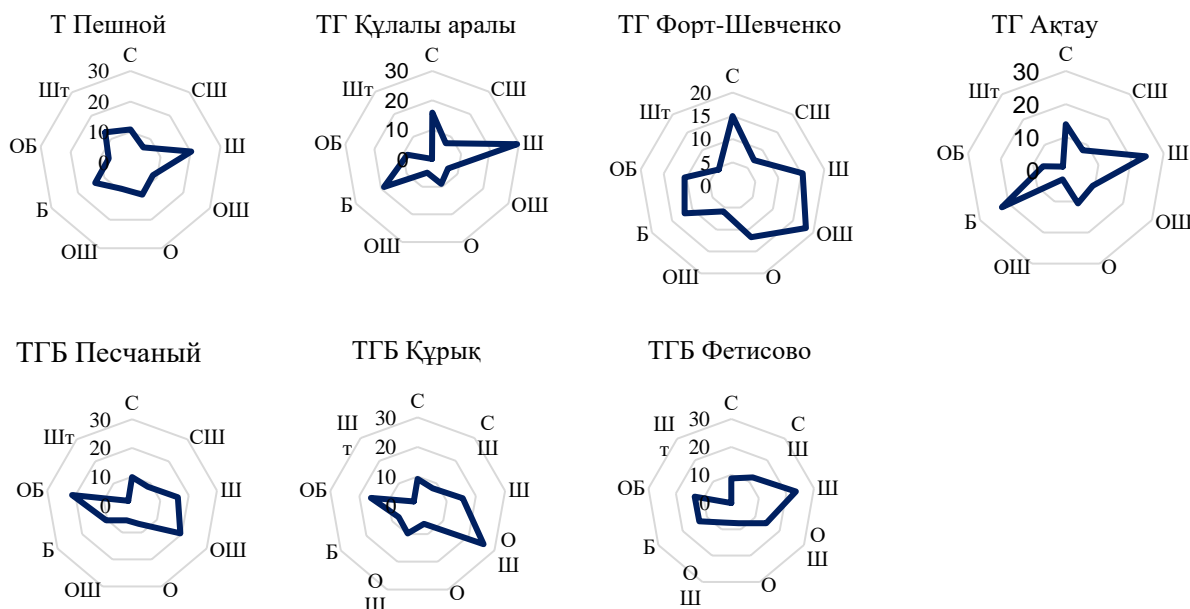 Т Пешной
С
СШ
Ш
ОШ
О
ОШ
Б
ОБ
Шт
30
20
10
0
ТГ Құлалы аралы
С
СШ
Ш
ОШ
О
ОШ
Б
ОБ
Шт
30
20
10
0
ТГ Форт-Шевченко
С
СШ
Ш
ОШ
О
ОШ
Б
ОБ
Шт
20
15
10
5
0
ТГ Ақтау
С
СШ
Ш
ОШ
О
ОШ
Б
ОБ
Шт
30
20
10
0
ТГБ Песчаный
С
СШ
Ш
ОШ
О
ОШ
Б
ОБ
Шт
30
20
10
0
ТГБ Құрық
С
С
Ш
Ш
О
Ш
О
О
Ш
Б
ОБ
Ш
т
30
20
10
0
ТГБ Фетисово
С
С
Ш
Ш
О
Ш
О
О
Ш
Б
ОБ
Ш
т
30
20
10
0